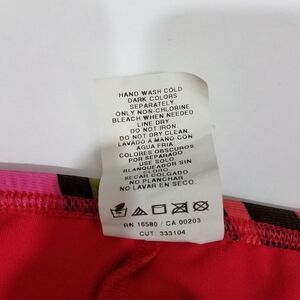 HAND WASH COLD
DARK COLORS
SEPARATELY
ONLY NON-CHLORINE
BLEACH WHEN NEEDED
LINE DRY
DO NOT IRON
DO NOT DRY CLEAN
LAVADO A MANO CON
AGUA FRIA
COLORES OBSCUROS
POR SEPARADO
USE SOLO
BLANQUEADOR SIN
CLORO
SECAR COLGADO
NO PLANCHAR
NO LAVAR EN SECO.
RN 16580 / CA 00203
CUT: 333104